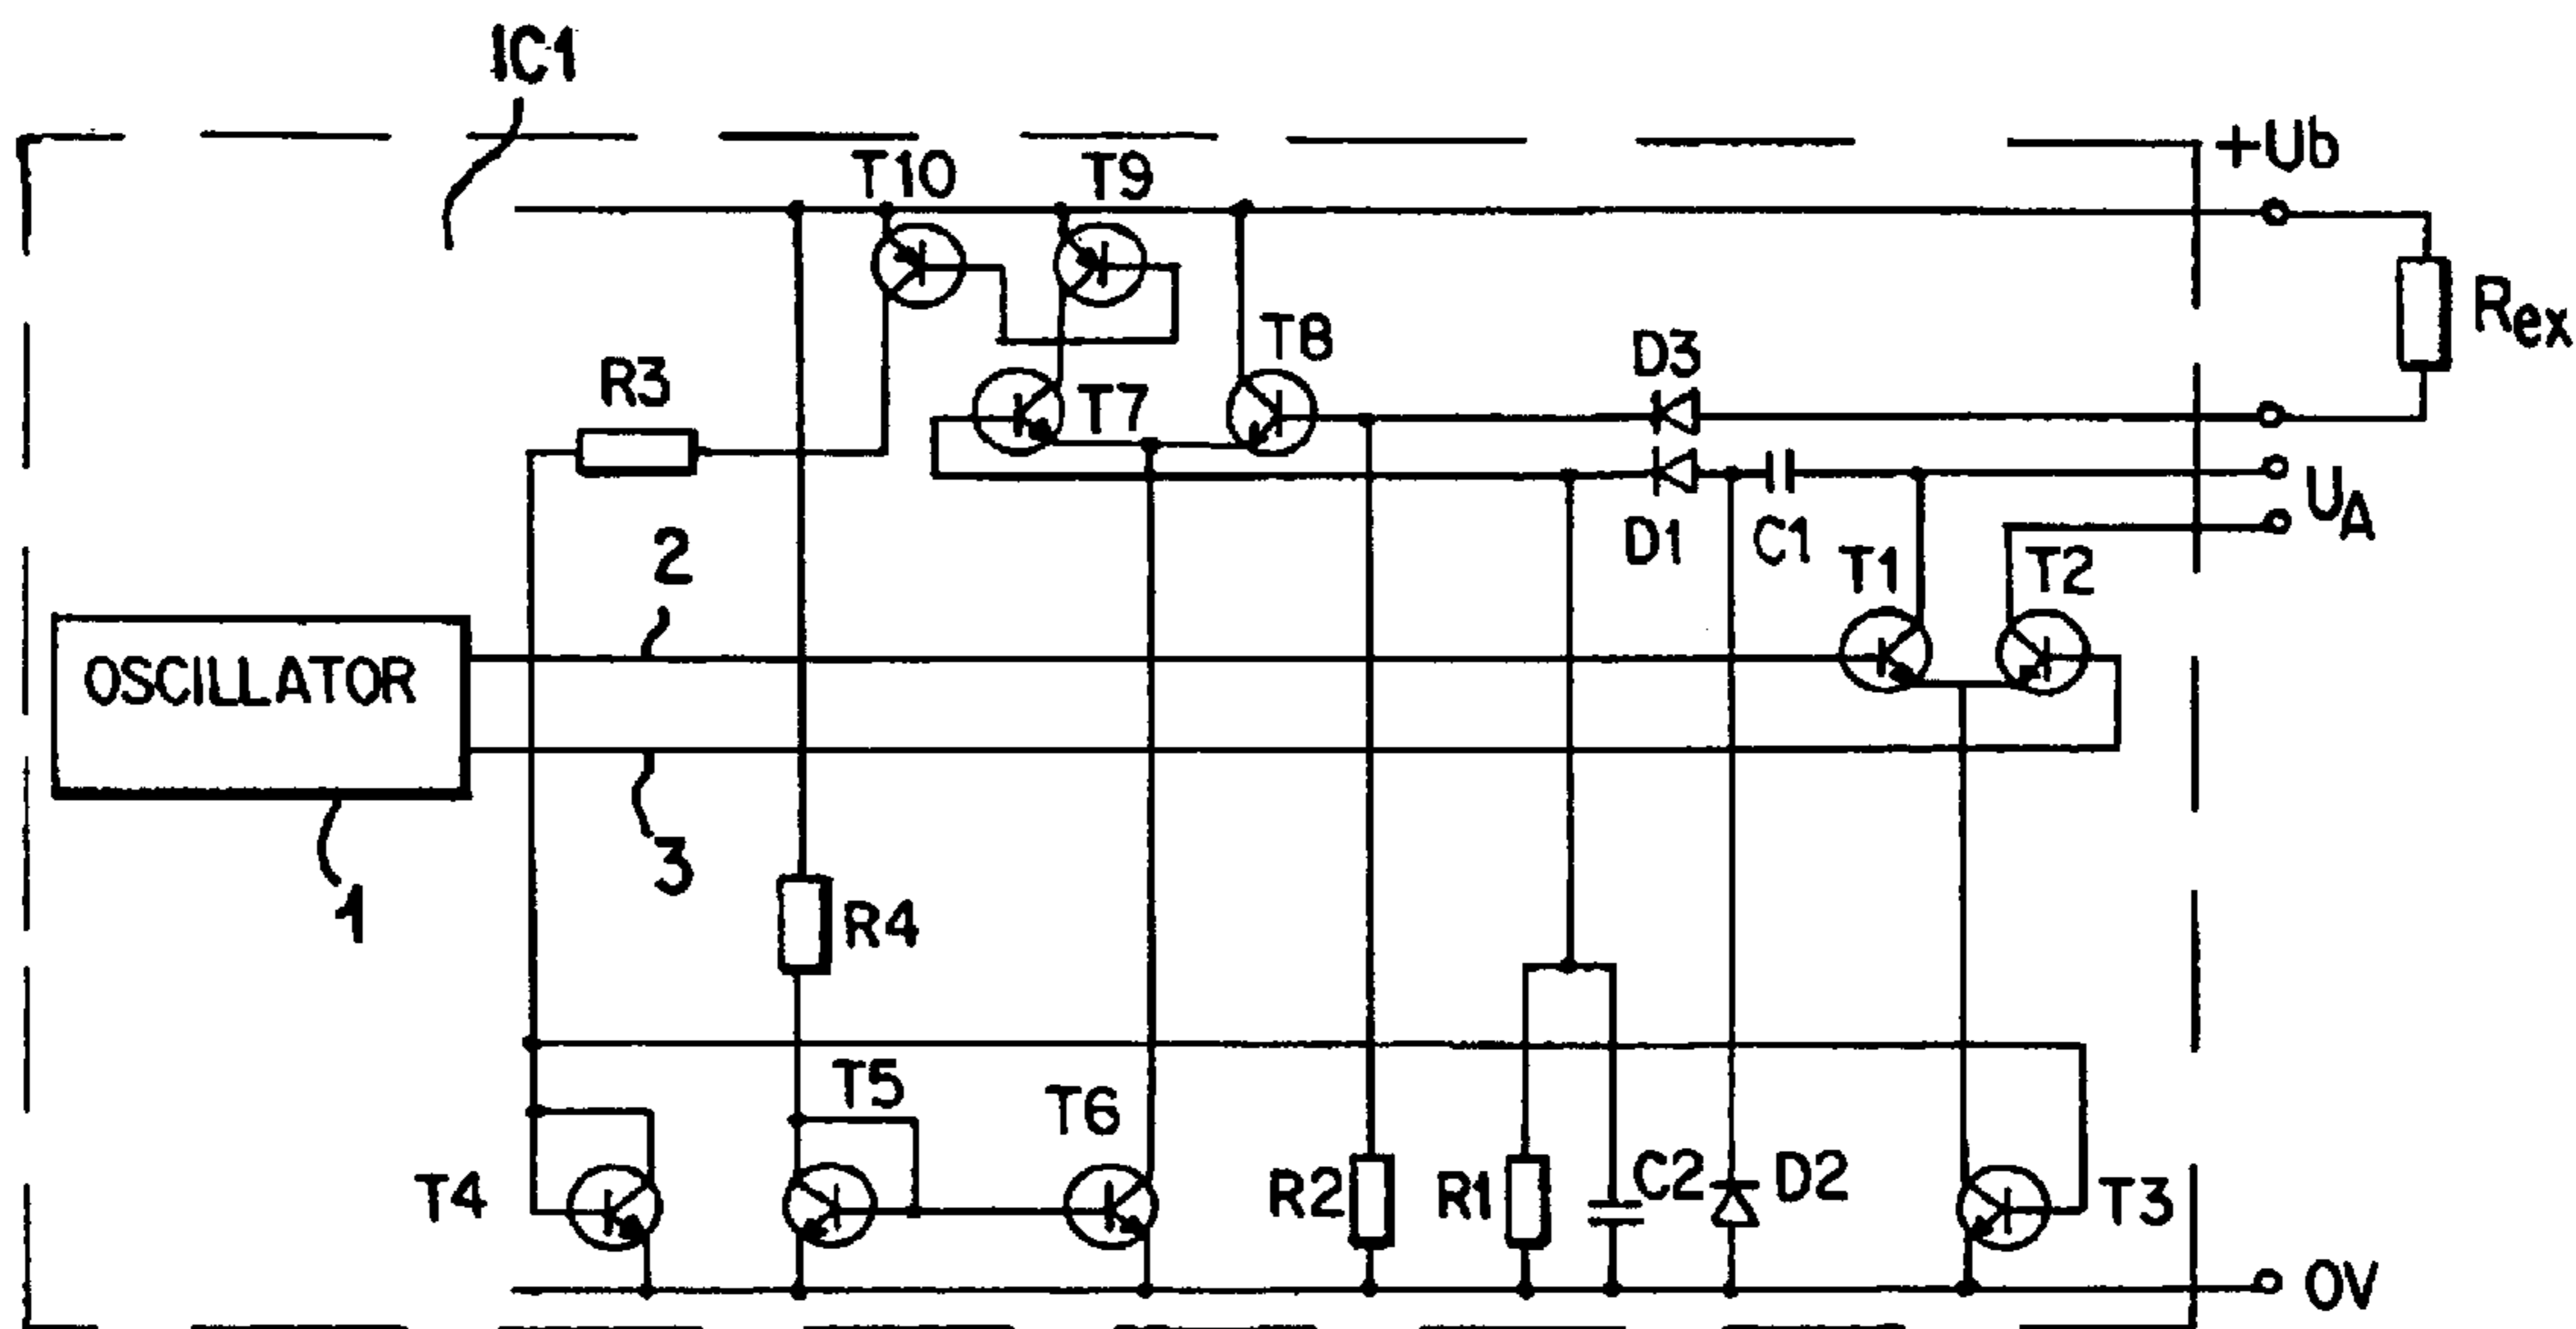 IC1
+Ub
T10
T9
Rex
T8
D3
R3
T7
UA
D1
C1
2
T1
T2
OSCILLATOR
3
1
R4
T5
T6
T4
R2
R1
C2
D2
T3
0V